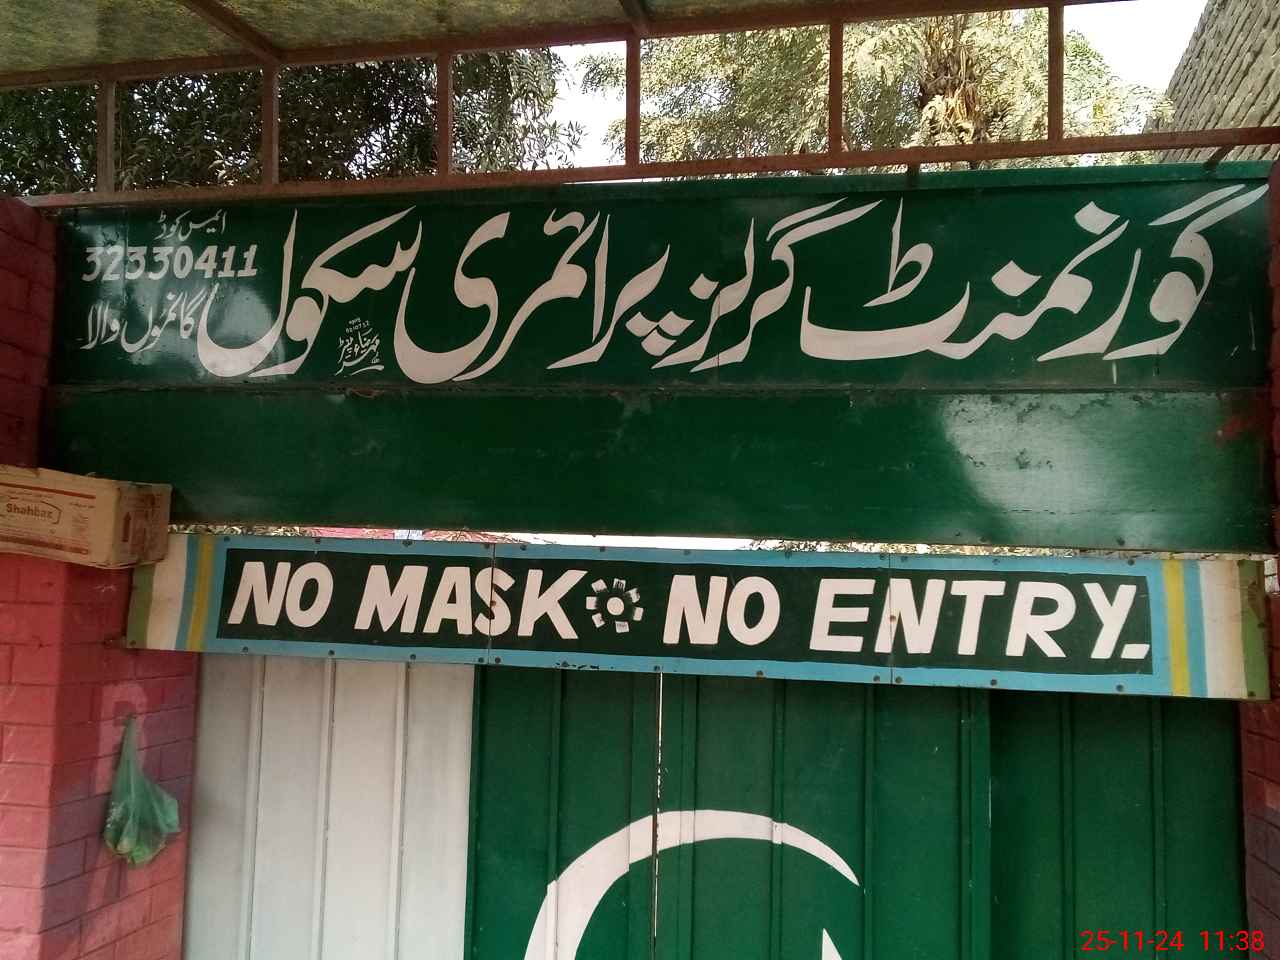 گورنمنٹ گرلز پرائمری سکول
ایمس کوڈ
32330411
گانموں والا
NO MASK NO ENTRY
Shahbaz
25-11-24 11:38